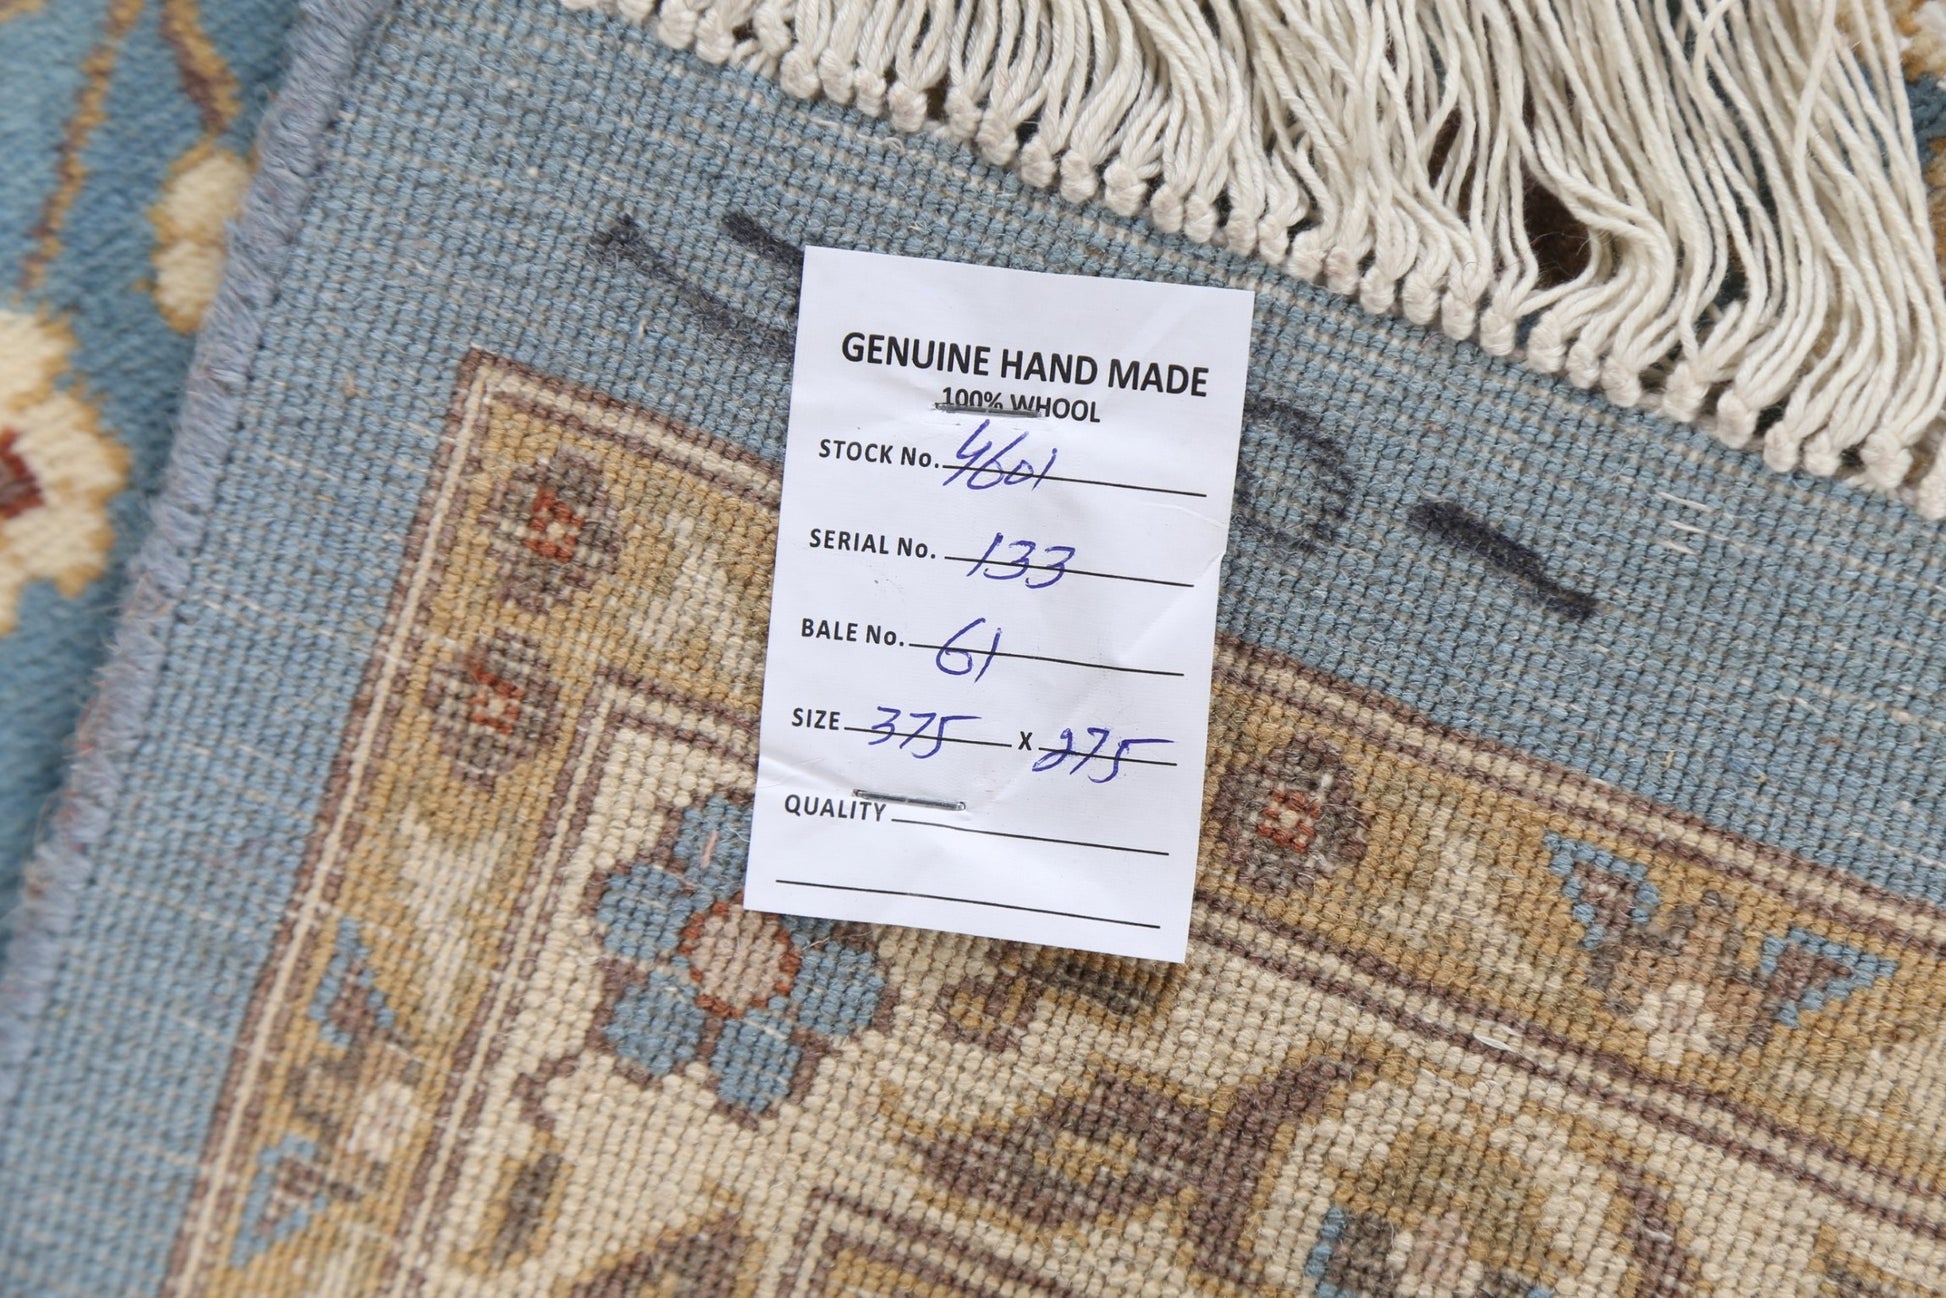 GENUINE HAND MADE
100% WHOOL
STOCK No. 4601
SERIAL No. 133
BALE No. 61
SIZE 375 X 275
QUALITY